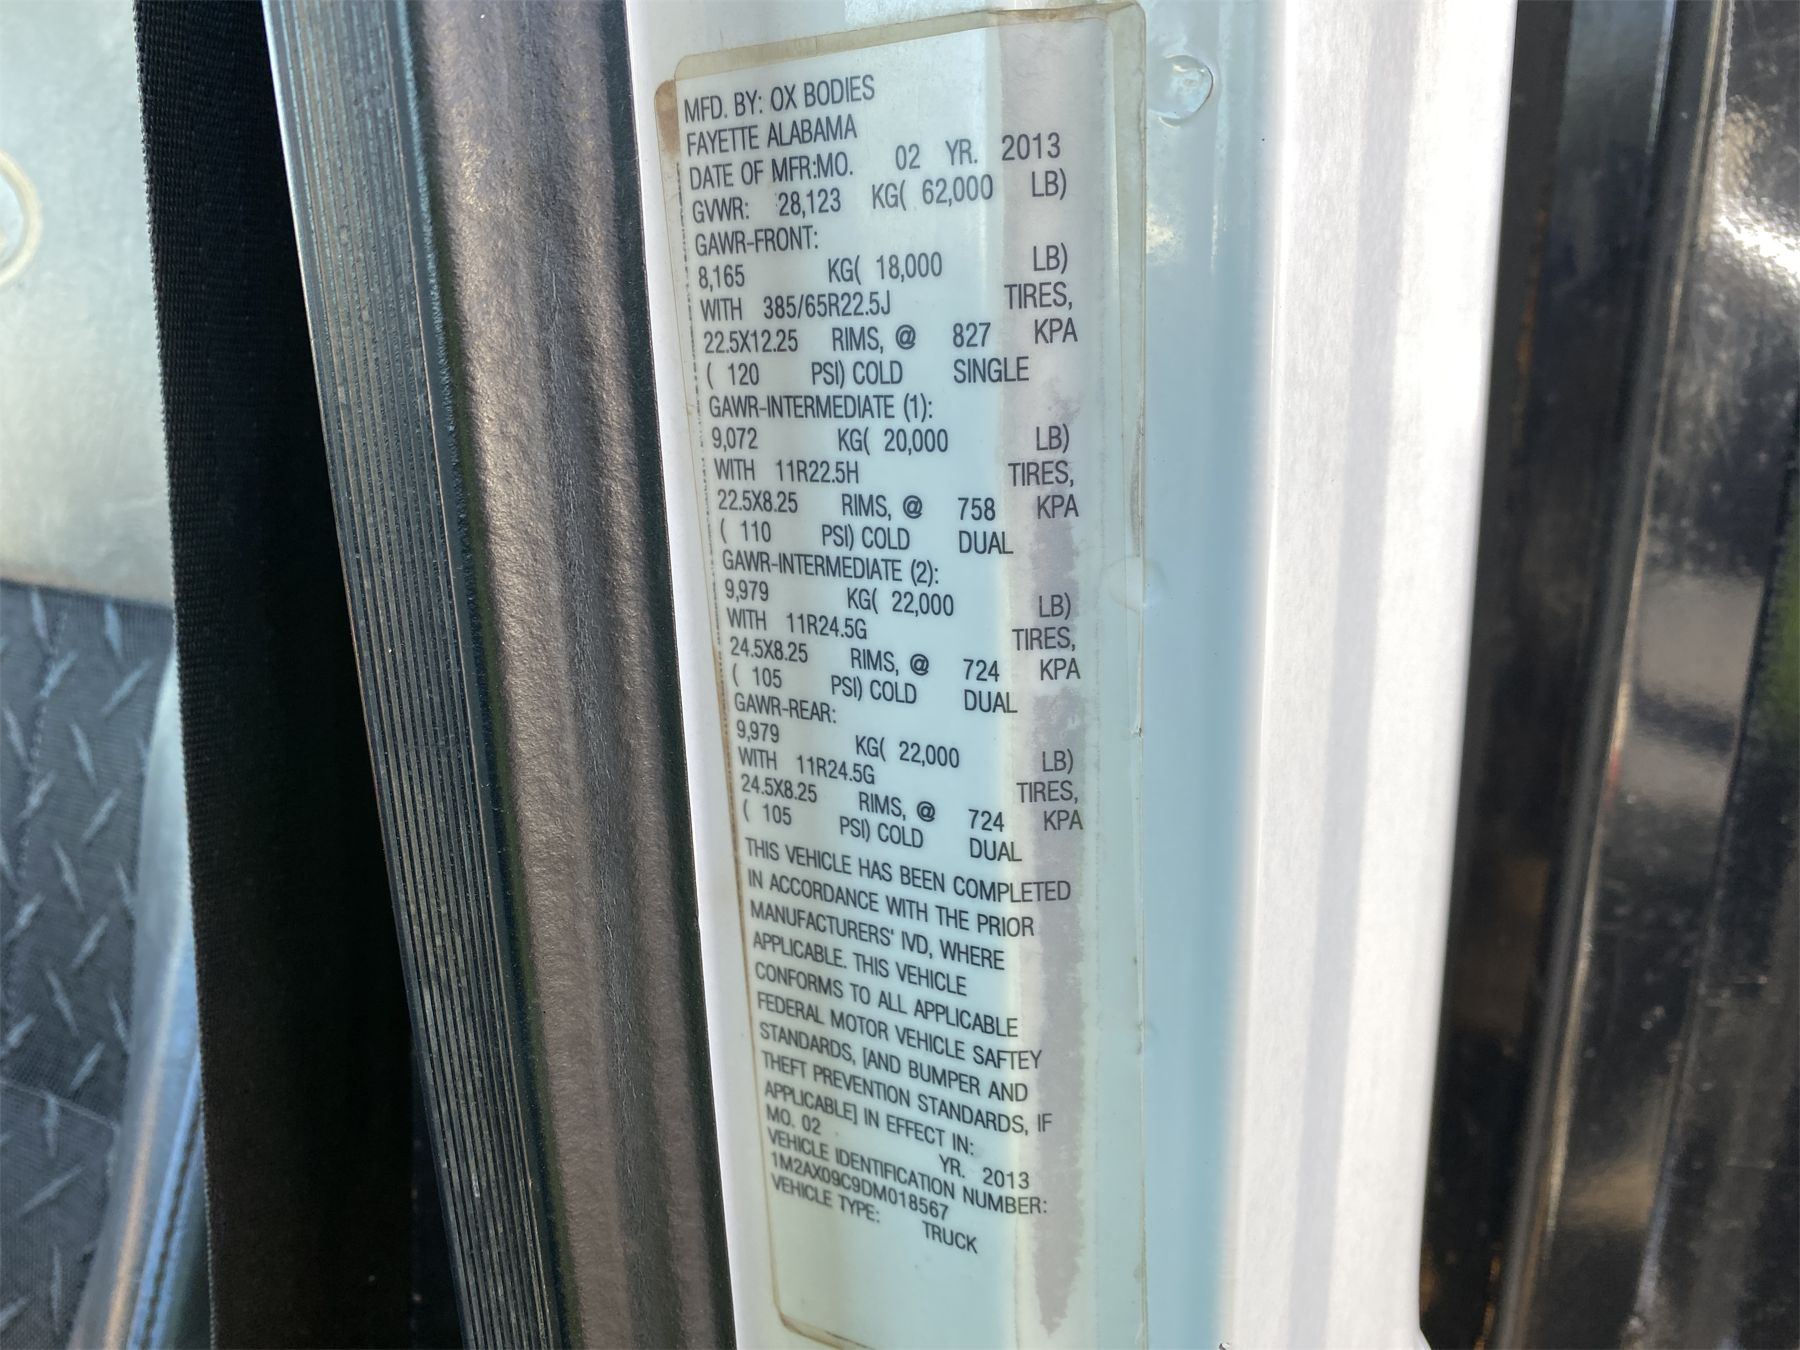 MFD. BY: OX BODIES
FAYETTE ALABAMA
DATE OF MFR:MO. 02 YR. 2013
GVWR: 28,123 KG( 62,000 LB)
GAWR-FRONT:
8,165 KG( 18,000 LB)
WITH 385/65R22.5J TIRES,
22.5X12.25 RIMS, @ 827 KPA
( 120 PSI) COLD SINGLE
GAWR-INTERMEDIATE (1):
9,072 KG( 20,000 LB)
WITH 11R22.5H TIRES,
22.5X8.25 RIMS, @ 758 KPA
( 110 PSI) COLD DUAL
GAWR-INTERMEDIATE (2):
9,979 KG( 22,000 LB)
WITH 11R24.5G TIRES,
24.5X8.25 RIMS, @ 724 KPA
( 105 PSI) COLD DUAL
GAWR-REAR:
9,979 KG( 22,000 LB)
WITH 11R24.5G TIRES,
24.5X8.25 RIMS, @ 724 KPA
( 105 PSI) COLD DUAL
THIS VEHICLE HAS BEEN COMPLETED
IN ACCORDANCE WITH THE PRIOR
MANUFACTURERS' IVD, WHERE
APPLICABLE. THIS VEHICLE
CONFORMS TO ALL APPLICABLE
FEDERAL MOTOR VEHICLE SAFTEY
STANDARDS, [AND BUMPER AND
THEFT PREVENTION STANDARDS, IF
APPLICABLE] IN EFFECT IN:
MO. 02 YR. 2013
VEHICLE IDENTIFICATION NUMBER:
1M2AX09C9DM018567
VEHICLE TYPE: TRUCK